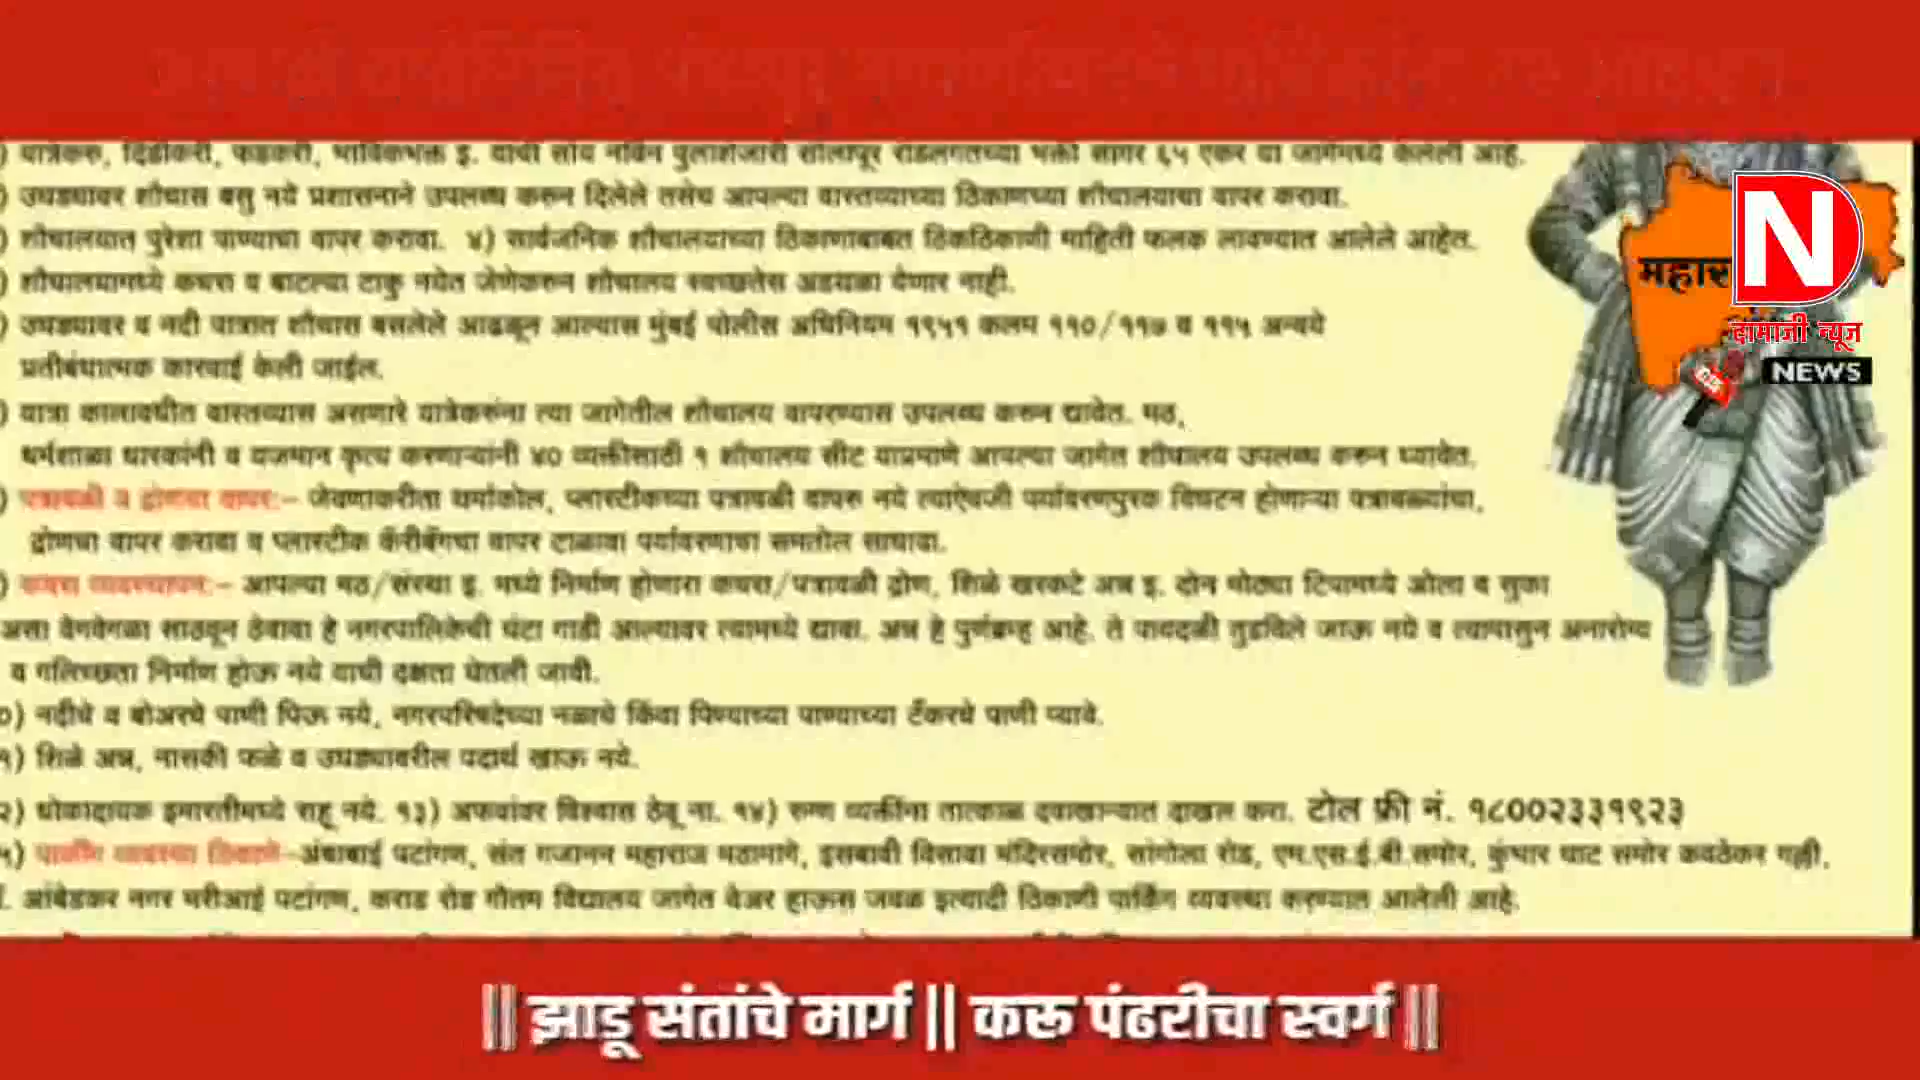 ) यात्रेकरु, दिंडीकरी, फडकरी, भाविकभक्त इ. यांची सोय नविन पुलाशेजारी सोलापूर रोडलगतच्या भक्ती सागर ६५ एकर या जागेमध्ये केलेली आहे.
) उघड्यावर शौचास बसु नये प्रशासनाने उपलब्ध करुन दिलेले तसेच आपल्या वास्तव्याच्या ठिकाणच्या शौचालयाचा वापर करावा.
) शौचालयात पुरेशा पाण्याचा वापर करावा. ४) सार्वजनिक शौचालयाच्या ठिकाणाबाबत ठिकठिकाणी माहिती फलक लावण्यात आलेले आहेत.
) शौचालयामध्ये कचरा व बाटल्या टाकु नयेत जेणेकरुन शौचालय स्वच्छतेस अडथळा येणार नाही.
) उघड्यावर व नदी पात्रात शौचास बसलेले आढळून आल्यास मुंबई पोलीस अधिनियम १९५१ कलम ११०/११७ व ११५ अन्वये
प्रतीबंधात्मक कारवाई केली जाईल.
) यात्रा कालावधीत वास्तव्यास असणारे यात्रेकरुंना त्या जागेतील शौचालय वापरण्यास उपलब्ध करुन द्यावेत. मठ,
धर्मशाळा धारकांनी व यजमान कृत्य करणाऱ्यांनी ४० व्यक्तीसाठी १ शौचालय सीट याप्रमाणे आपल्या जागेत शौचालय उपलब्ध करुन घ्यावेत.
) पत्रावळी व द्रोणचा वापर:- जेवणाकरीता थर्माकोल, प्लास्टीकच्या पत्रावळी वापरु नये त्याऐवजी पर्यावरणपुरक विघटन होणाऱ्या पत्रावळ्यांचा,
द्रोणचा वापर करावा व प्लास्टीक कॅरीबॅगचा वापर टाळावा पर्यावरणाचा समतोल साधावा.
) कचरा व्यवस्थापन:- आपल्या मठ/संस्था इ. मध्ये निर्माण होणारा कचरा/पत्रावळी द्रोण, शिळे खरकटे अन्न इ. दोन मोठ्या टिपामध्ये ओला व सुका
असा वेगवेगळा साठवून ठेवावा हे नगरपालिकेची घंटा गाडी आल्यावर त्यामध्ये द्यावा. अन्न हे पुर्णब्रम्ह आहे. ते पायदळी तुडविले जाऊ नये व त्यापासुन अनारोग्य
व गलिच्छता निर्माण होऊ नये याची दक्षता घेतली जावी.
०) नदीचे व बोअरचे पाणी पिऊ नये, नगरपरिषदेच्या नळाचे किंवा पिण्याच्या पाण्याच्या टँकरचे पाणी प्यावे.
१) शिळे अन्न, नासकी फळे व उघड्यावरील पदार्थ खाऊ नये.
२) धोकादायक इमारतीमध्ये राहू नये. १३) अफवांवर विश्वास ठेवू ना. १४) रुग्ण व्यक्तींना तात्काळ दवाखान्यात दाखल करा. टोल फ्री नं. १८००२३३१९२३
५) पार्कींग व्यवस्था ठिकाणे-अंबाबाई पटांगण, संत गजानन महाराज मठामागे, इसबावी विसावा मंदिरसमोर, सांगोला रोड, एम.एस.ई.बी.समोर, कुंभार घाट समोर कवठेकर गल्ली,
. आंबेडकर नगर मरीआई पटांगण, कराड रोड गौतम विद्यालय जागेत वेअर हाऊस जवळ इत्यादी ठिकाणी पार्किंग व्यवस्था करण्यात आलेली आहे.
महार
N
दामाजी न्यूज
NEWS
|| झाडू संतांचे मार्ग || करू पंढरीचा स्वर्ग ||